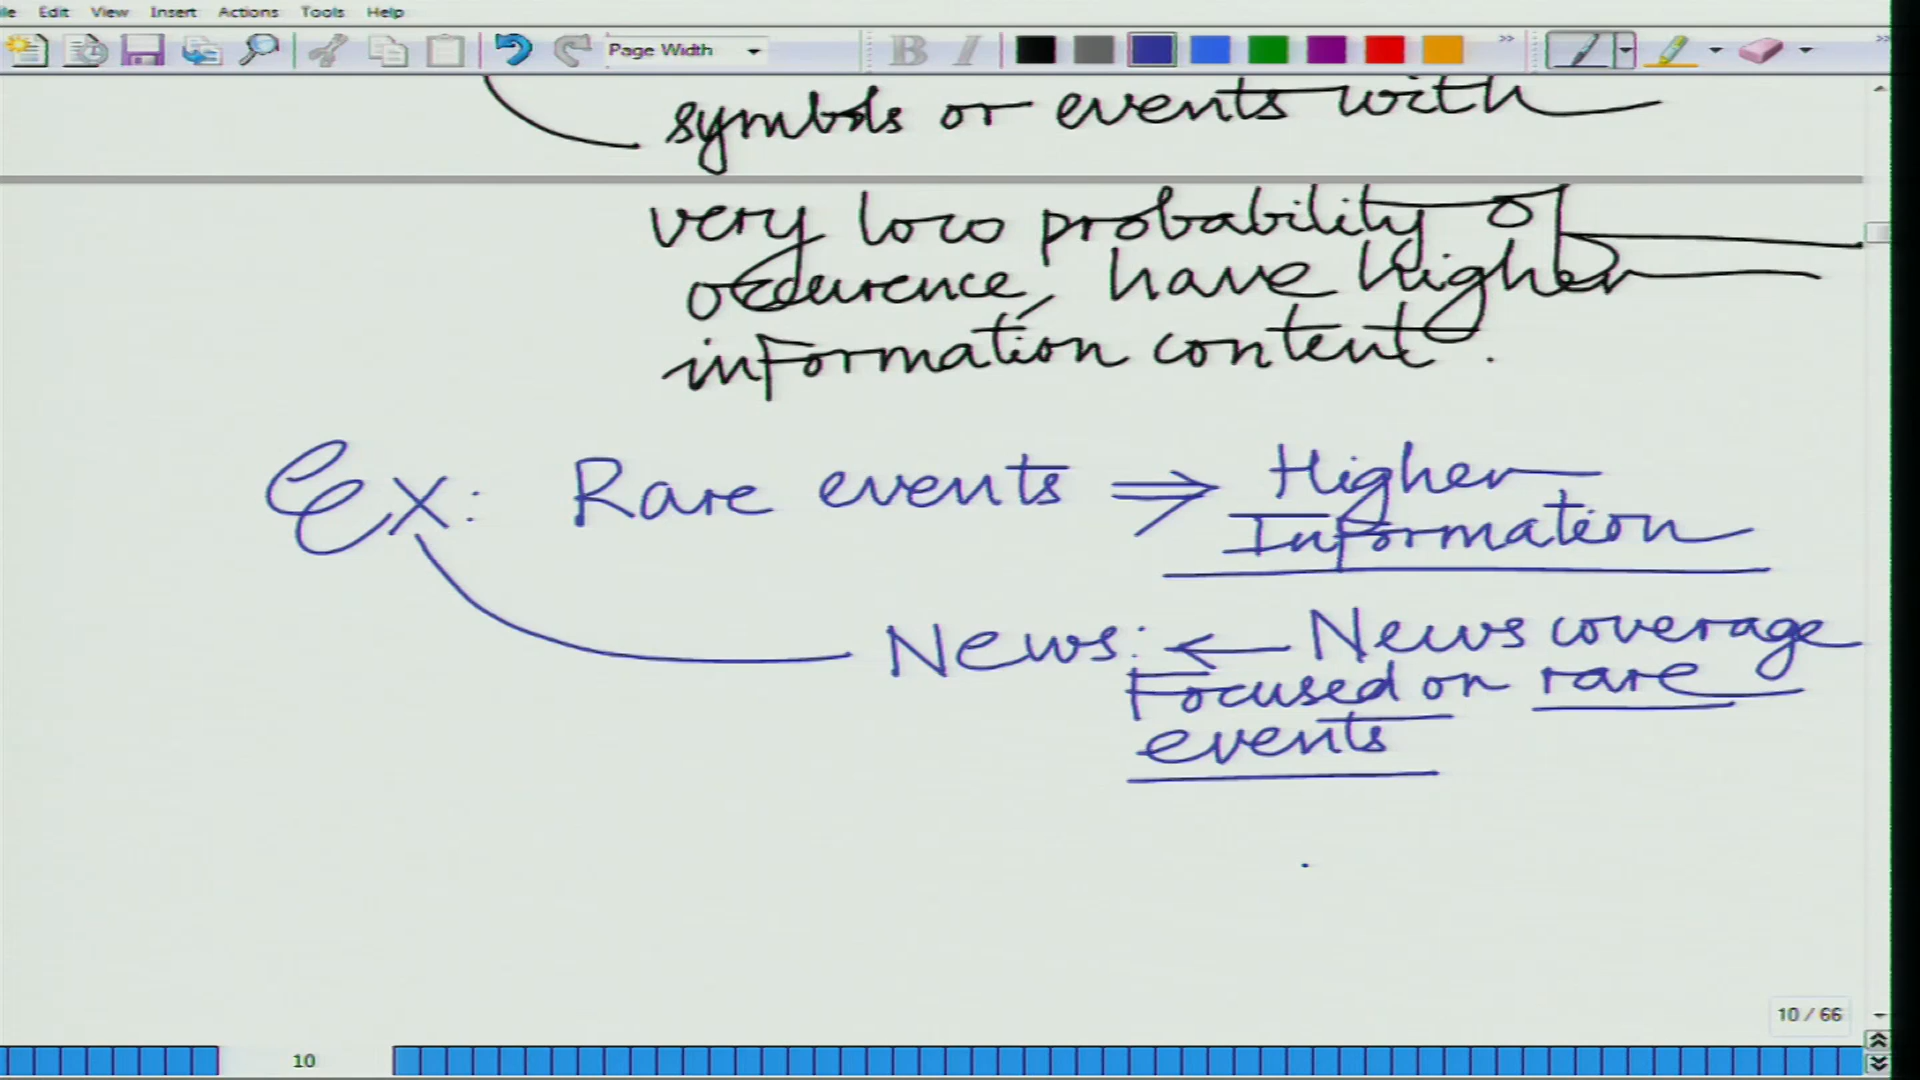 File Edit View Insert Actions Tools Help
Page Width
B I
symbols or events with
very low probability of
occurence, have higher
information content.
Ex: Rare events ⇒ Higher
Information
News: ← News coverage
Focused on rare
events
10 / 66
10